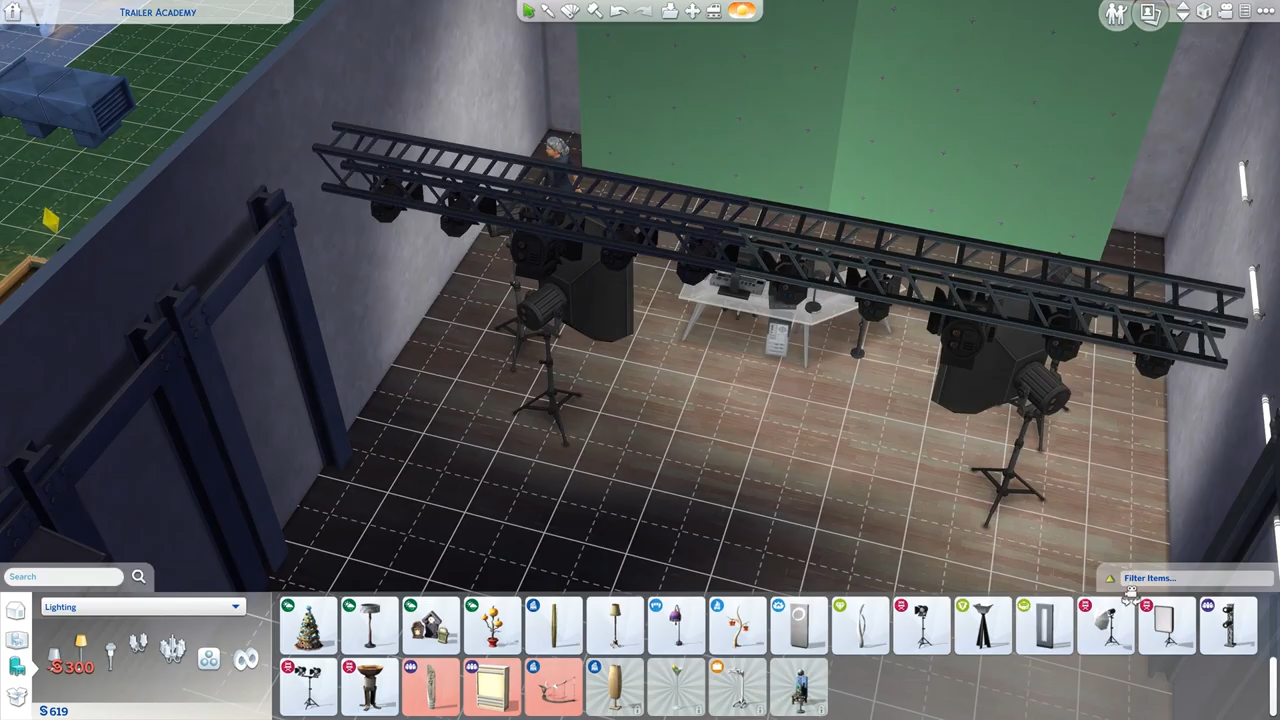 TRAILER ACADEMY
Search
Filter Items...
Lighting
§300
§619